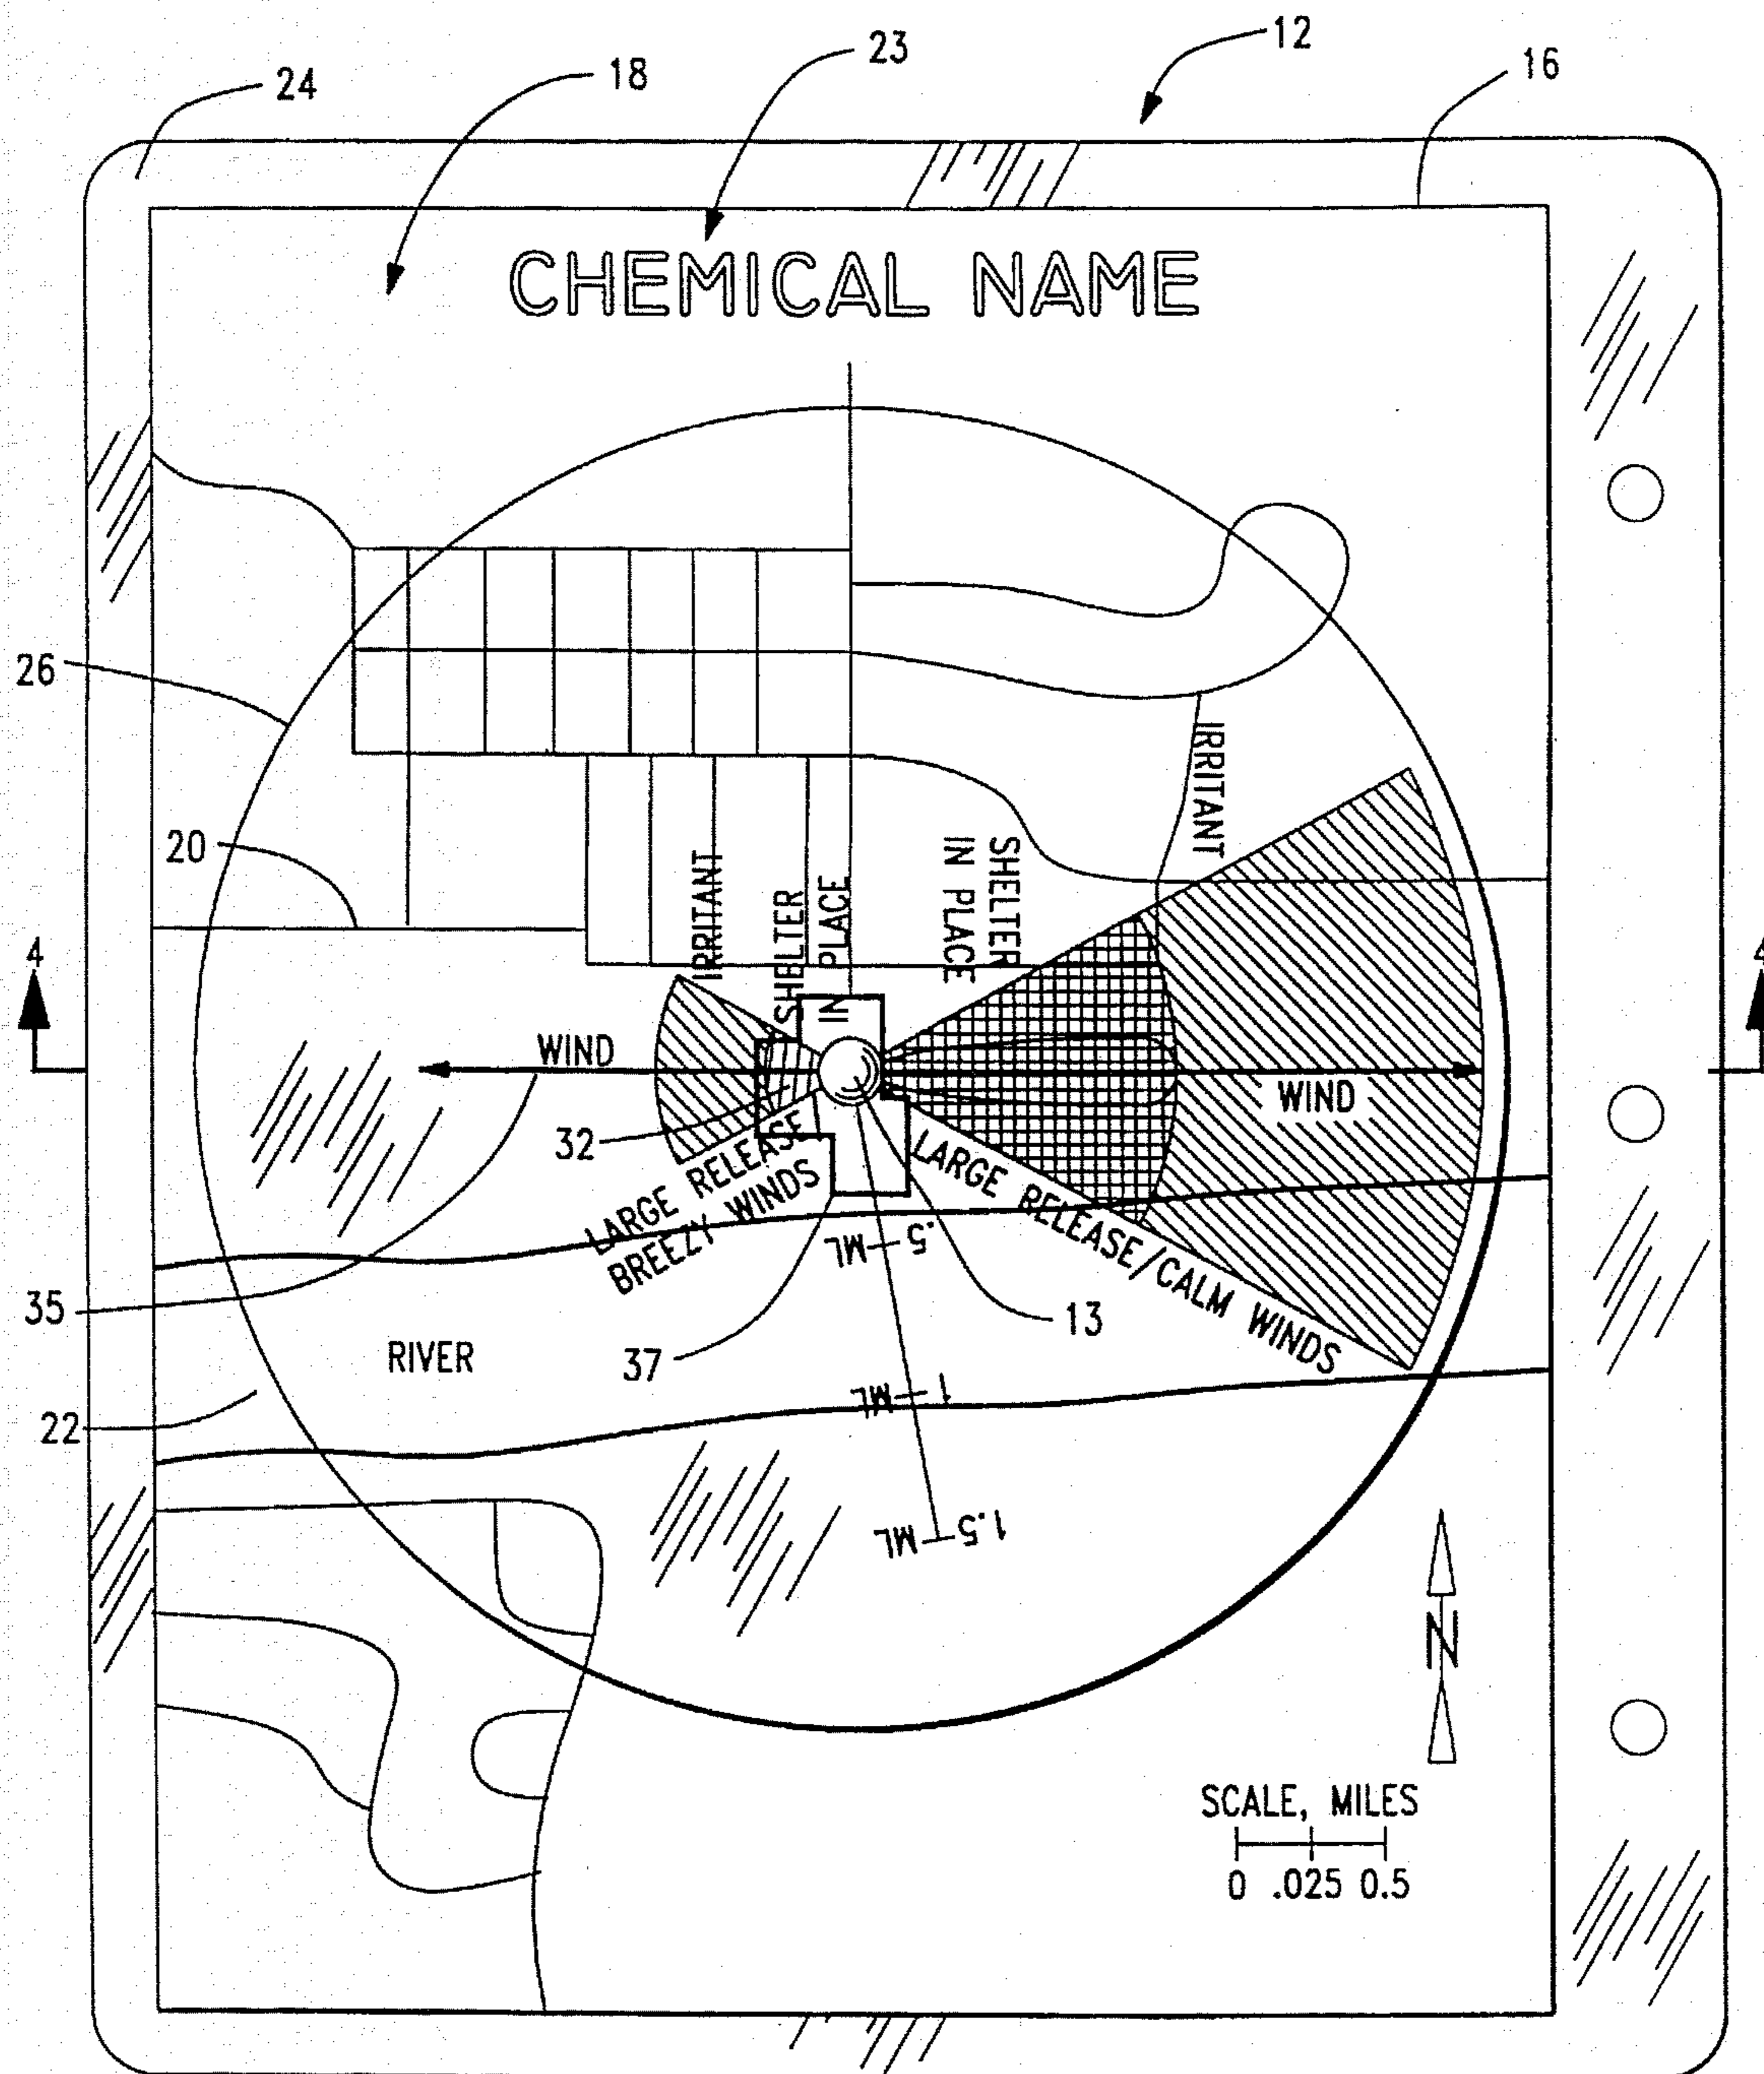 12
23
16
18
24
CHEMICAL NAME
26
IRRITANT
20
SHELTER
IN PLACE
IRRITANT
SHELTER
IN PLACE
4
4
WIND
WIND
32
LARGE RELEASE
BREEZY WINDS
LARGE RELEASE/CALM WINDS
.5 ML
35
13
RIVER
37
1 ML
22
1.5 ML
N
SCALE, MILES
0 .025 0.5